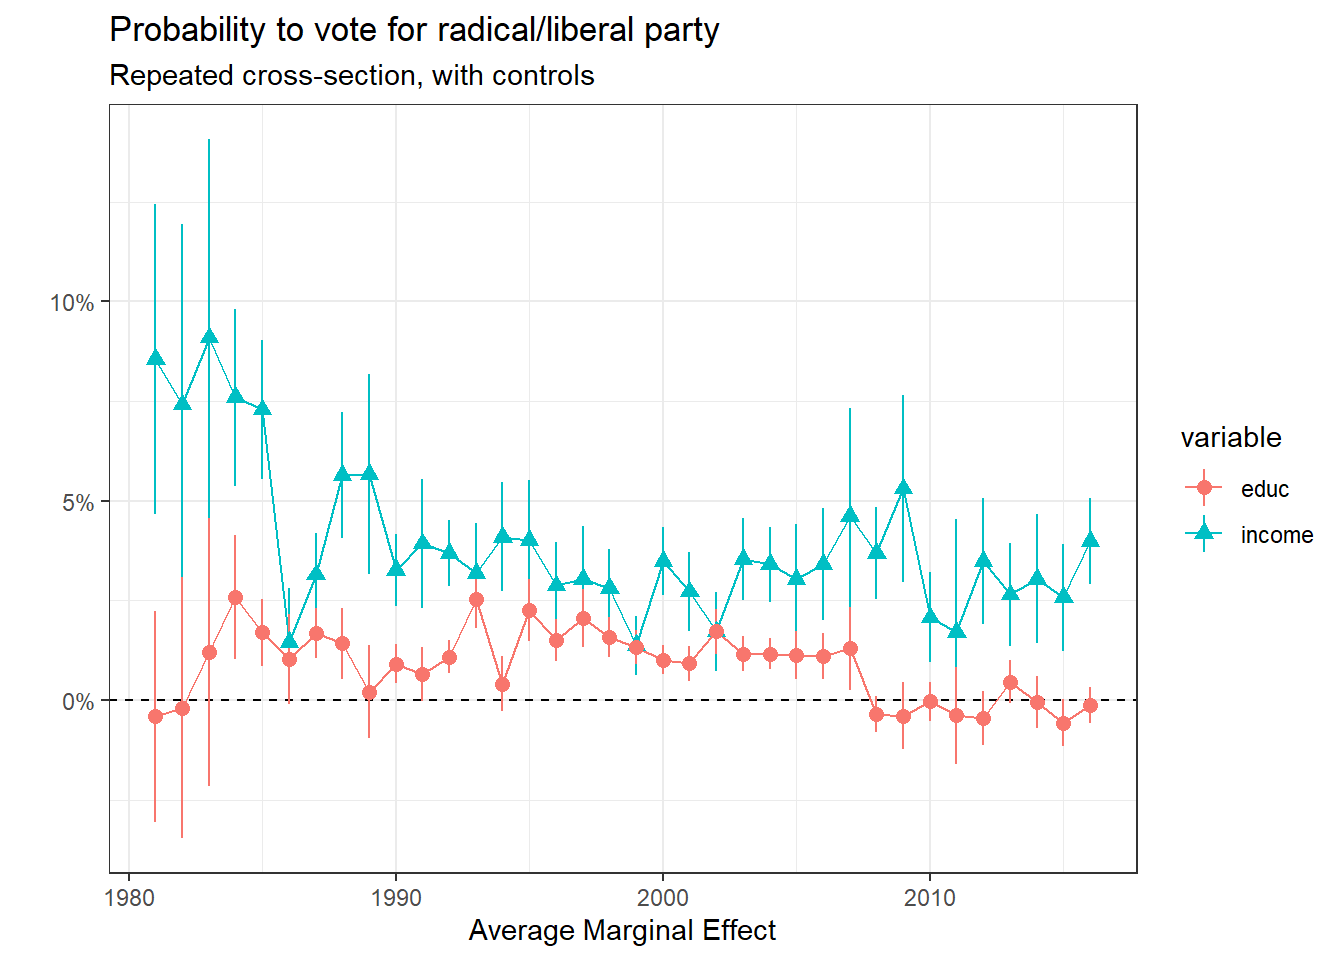 Probability to vote for radical/liberal party
Repeated cross-section, with controls
10%
5%
0%
1980
1990
2000
2010
Average Marginal Effect
variable
educ
income